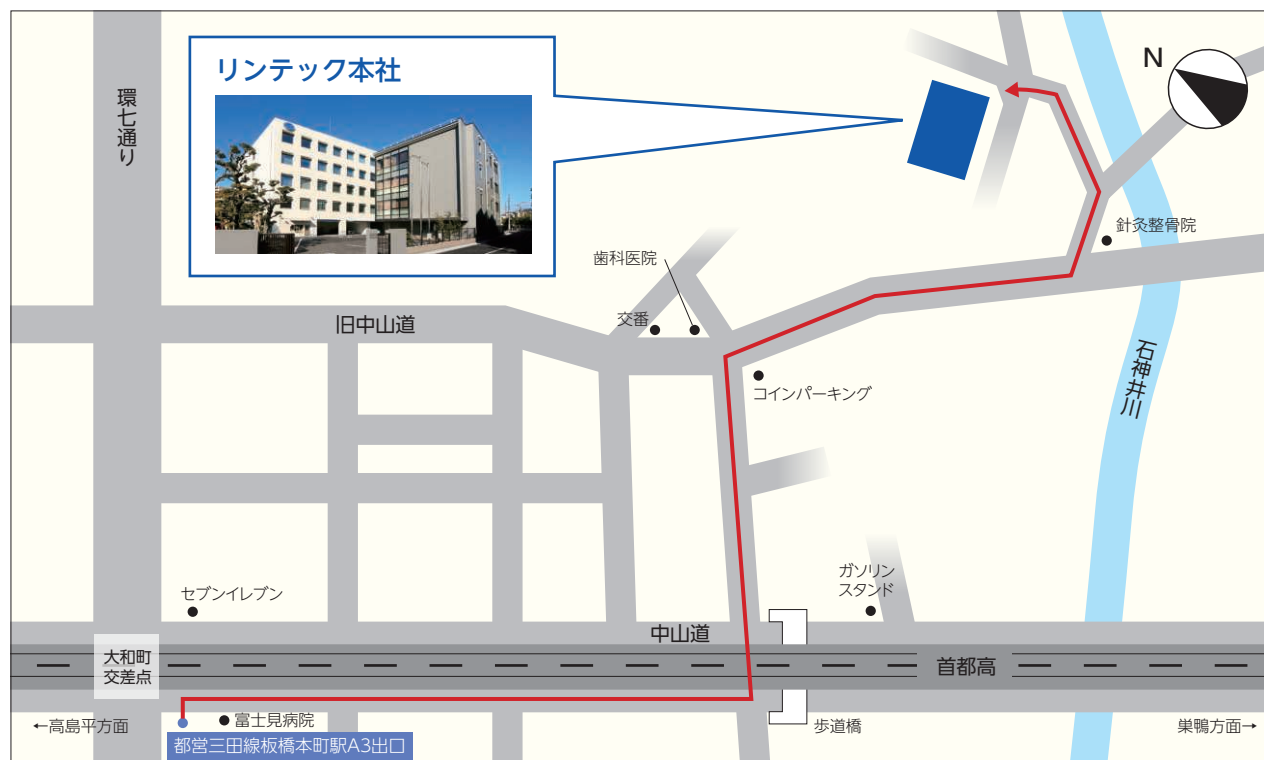 リンテック本社
N
環七通り
針灸整骨院
歯科医院
交番
旧中山道
コインパーキング
石神井川
セブンイレブン
ガソリン
スタンド
中山道
大和町
交差点
首都高
←高島平方面
富士見病院
歩道橋
巣鴨方面→
都営三田線板橋本町駅A3出口